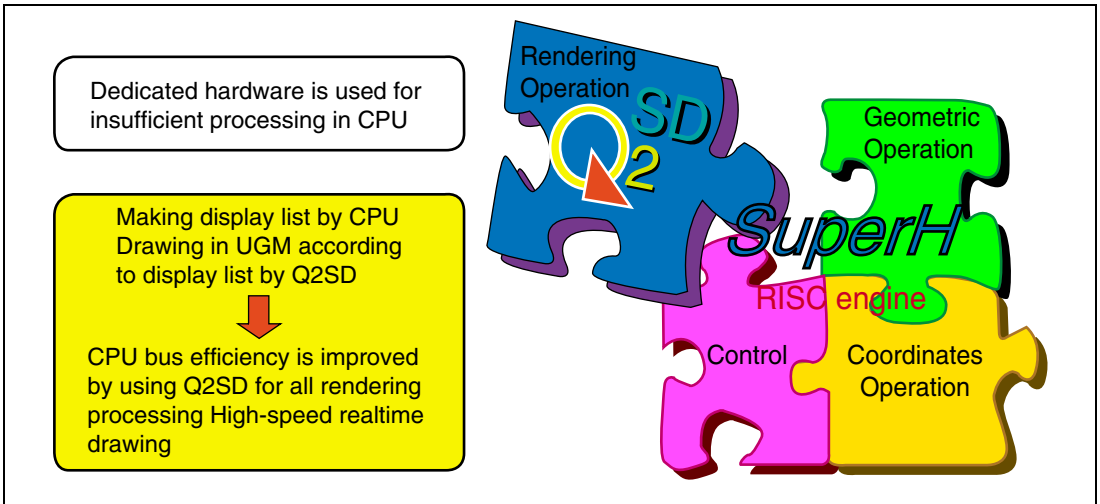 Dedicated hardware is used for
insufficient processing in CPU
Making display list by CPU
Drawing in UGM according
to display list by Q2SD
CPU bus efficiency is improved
by using Q2SD for all rendering
processing High-speed realtime
drawing
Rendering
Operation
Q2SD
Geometric
Operation
SuperH
RISC engine
Control
Coordinates
Operation